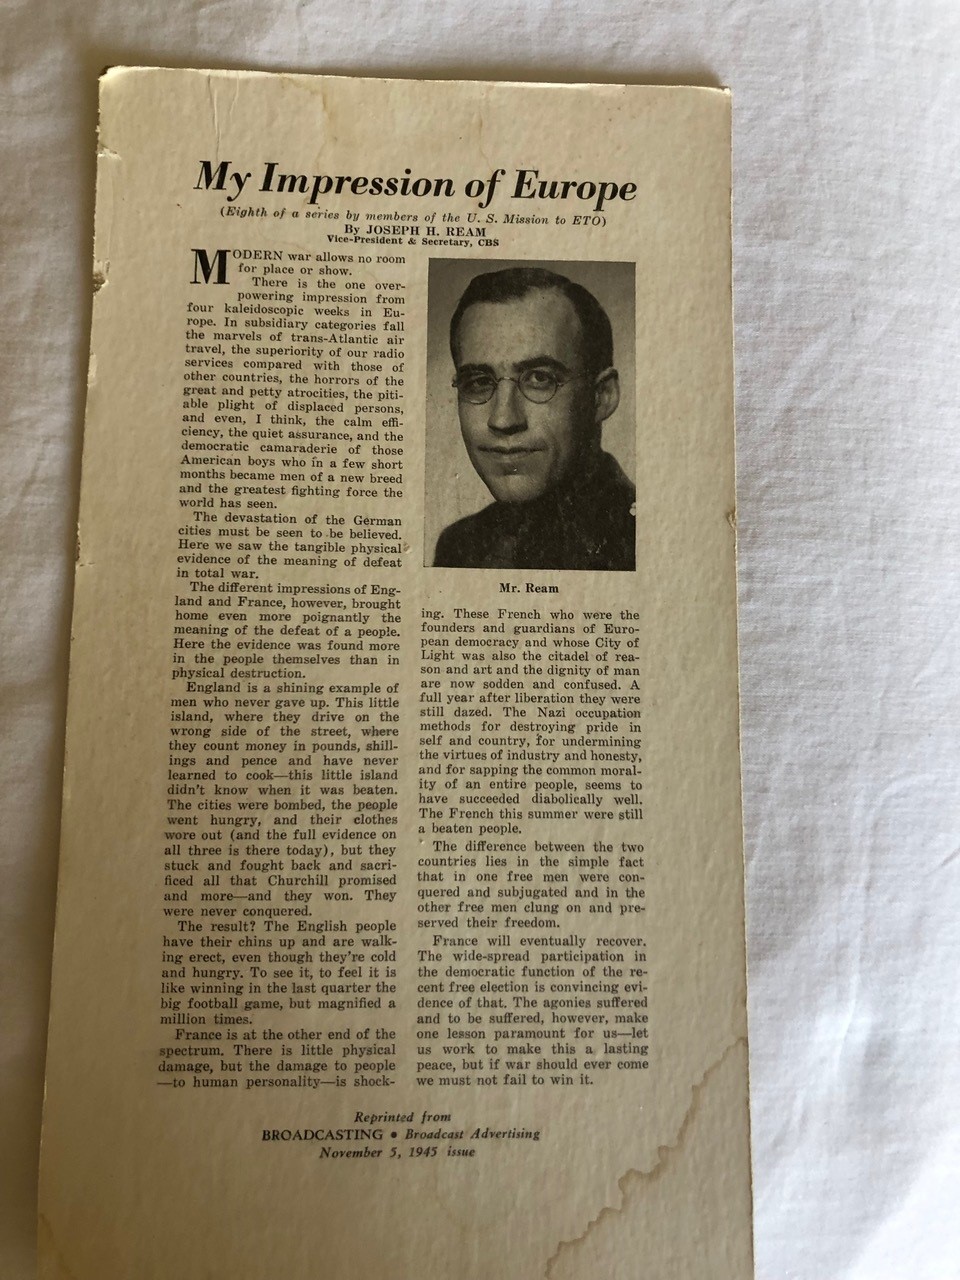 My Impression of Europe
(Eighth of a series by members of the U. S. Mission to ETO)
By JOSEPH H. REAM
Vice-President & Secretary, CBS
MODERN war allows no room
for place or show.
There is the one over-
powering impression from
four kaleidoscopic weeks in Eu-
rope. In subsidiary categories fall
the marvels of trans-Atlantic air
travel, the superiority of our radio
services compared with those of
other countries, the horrors of the
great and petty atrocities, the piti-
able plight of displaced persons,
and even, I think, the calm effi-
ciency, the quiet assurance, and the
democratic camaraderie of those
American boys who in a few short
months became men of a new breed
and the greatest fighting force the
world has seen.
The devastation of the German
cities must be seen to be believed.
Here we saw the tangible physical
evidence of the meaning of defeat
in total war.
The different impressions of Eng-
land and France, however, brought
home even more poignantly the
meaning of the defeat of a people.
Here the evidence was found more
in the people themselves than in
physical destruction.
England is a shining example of
men who never gave up. This little
island, where they drive on the
wrong side of the street, where
they count money in pounds, shill-
ings and pence and have never
learned to cook—this little island
didn't know when it was beaten.
The cities were bombed, the people
went hungry, and their clothes
wore out (and the full evidence on
all three is there today), but they
stuck and fought back and sacri-
ficed all that Churchill promised
and more—and they won. They
were never conquered.
The result? The English people
have their chins up and are walk-
ing erect, even though they're cold
and hungry. To see it, to feel it is
like winning in the last quarter the
big football game, but magnified a
million times.
France is at the other end of the
spectrum. There is little physical
damage, but the damage to people
—to human personality—is shock-
Mr. Ream
ing. These French who were the
founders and guardians of Euro-
pean democracy and whose City of
Light was also the citadel of rea-
son and art and the dignity of man
are now sodden and confused. A
full year after liberation they were
still dazed. The Nazi occupation
methods for destroying pride in
self and country, for undermining
the virtues of industry and honesty,
and for sapping the common moral-
ity of an entire people, seems to
have succeeded diabolically well.
The French this summer were still
a beaten people.
The difference between the two
countries lies in the simple fact
that in one free men were con-
quered and subjugated and in the
other free men clung on and pre-
served their freedom.
France will eventually recover.
The wide-spread participation in
the democratic function of the re-
cent free election is convincing evi-
dence of that. The agonies suffered
and to be suffered, however, make
one lesson paramount for us—let
us work to make this a lasting
peace, but if war should ever come
we must not fail to win it.
Reprinted from
BROADCASTING • Broadcast Advertising
November 5, 1945 issue